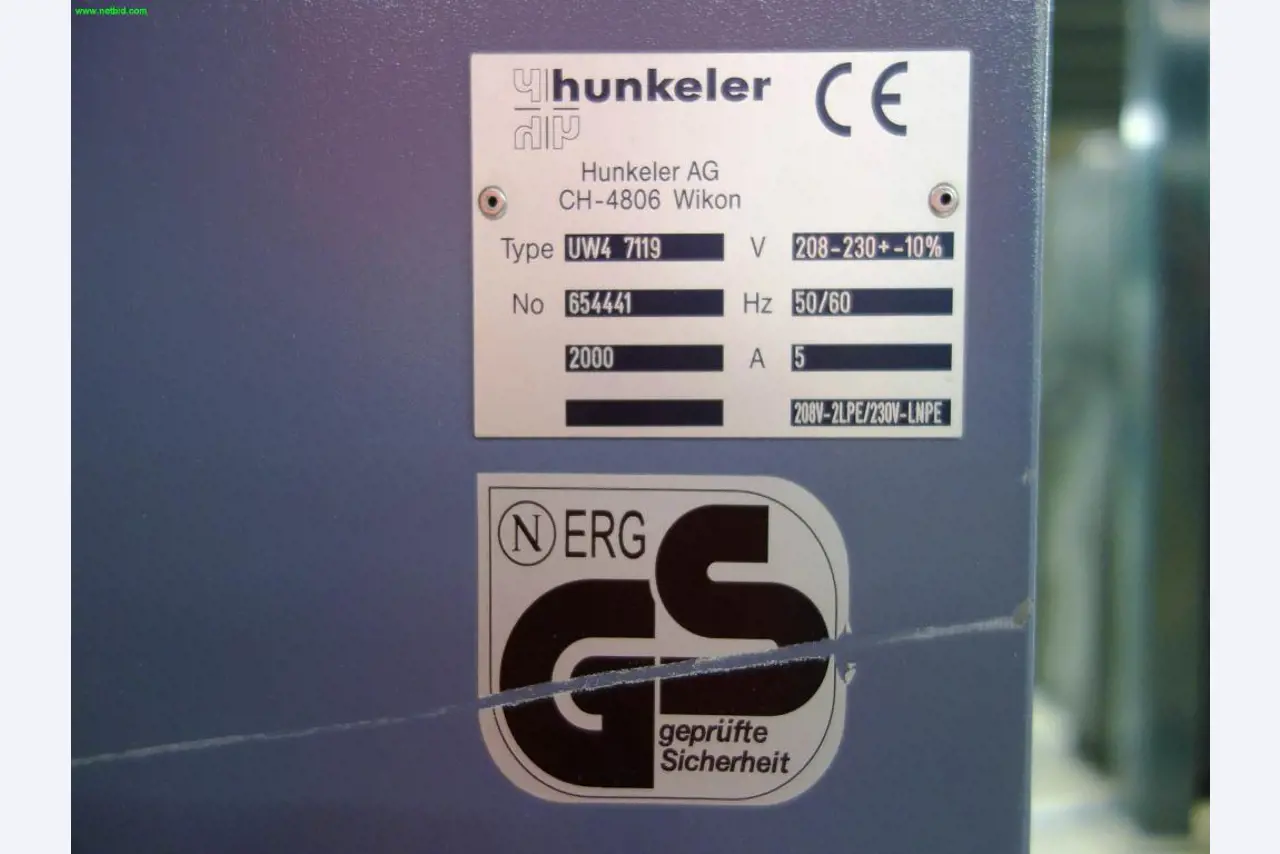 www.netbid.com
hunkeler CE
Hunkeler AG
CH-4806 Wikon
Type UW4 7119 V 208-230+-10%
No 654441 Hz 50/60
2000 A 5
208V-2LPE/230V-LNPE
N ERG
GS
geprüfte
Sicherheit